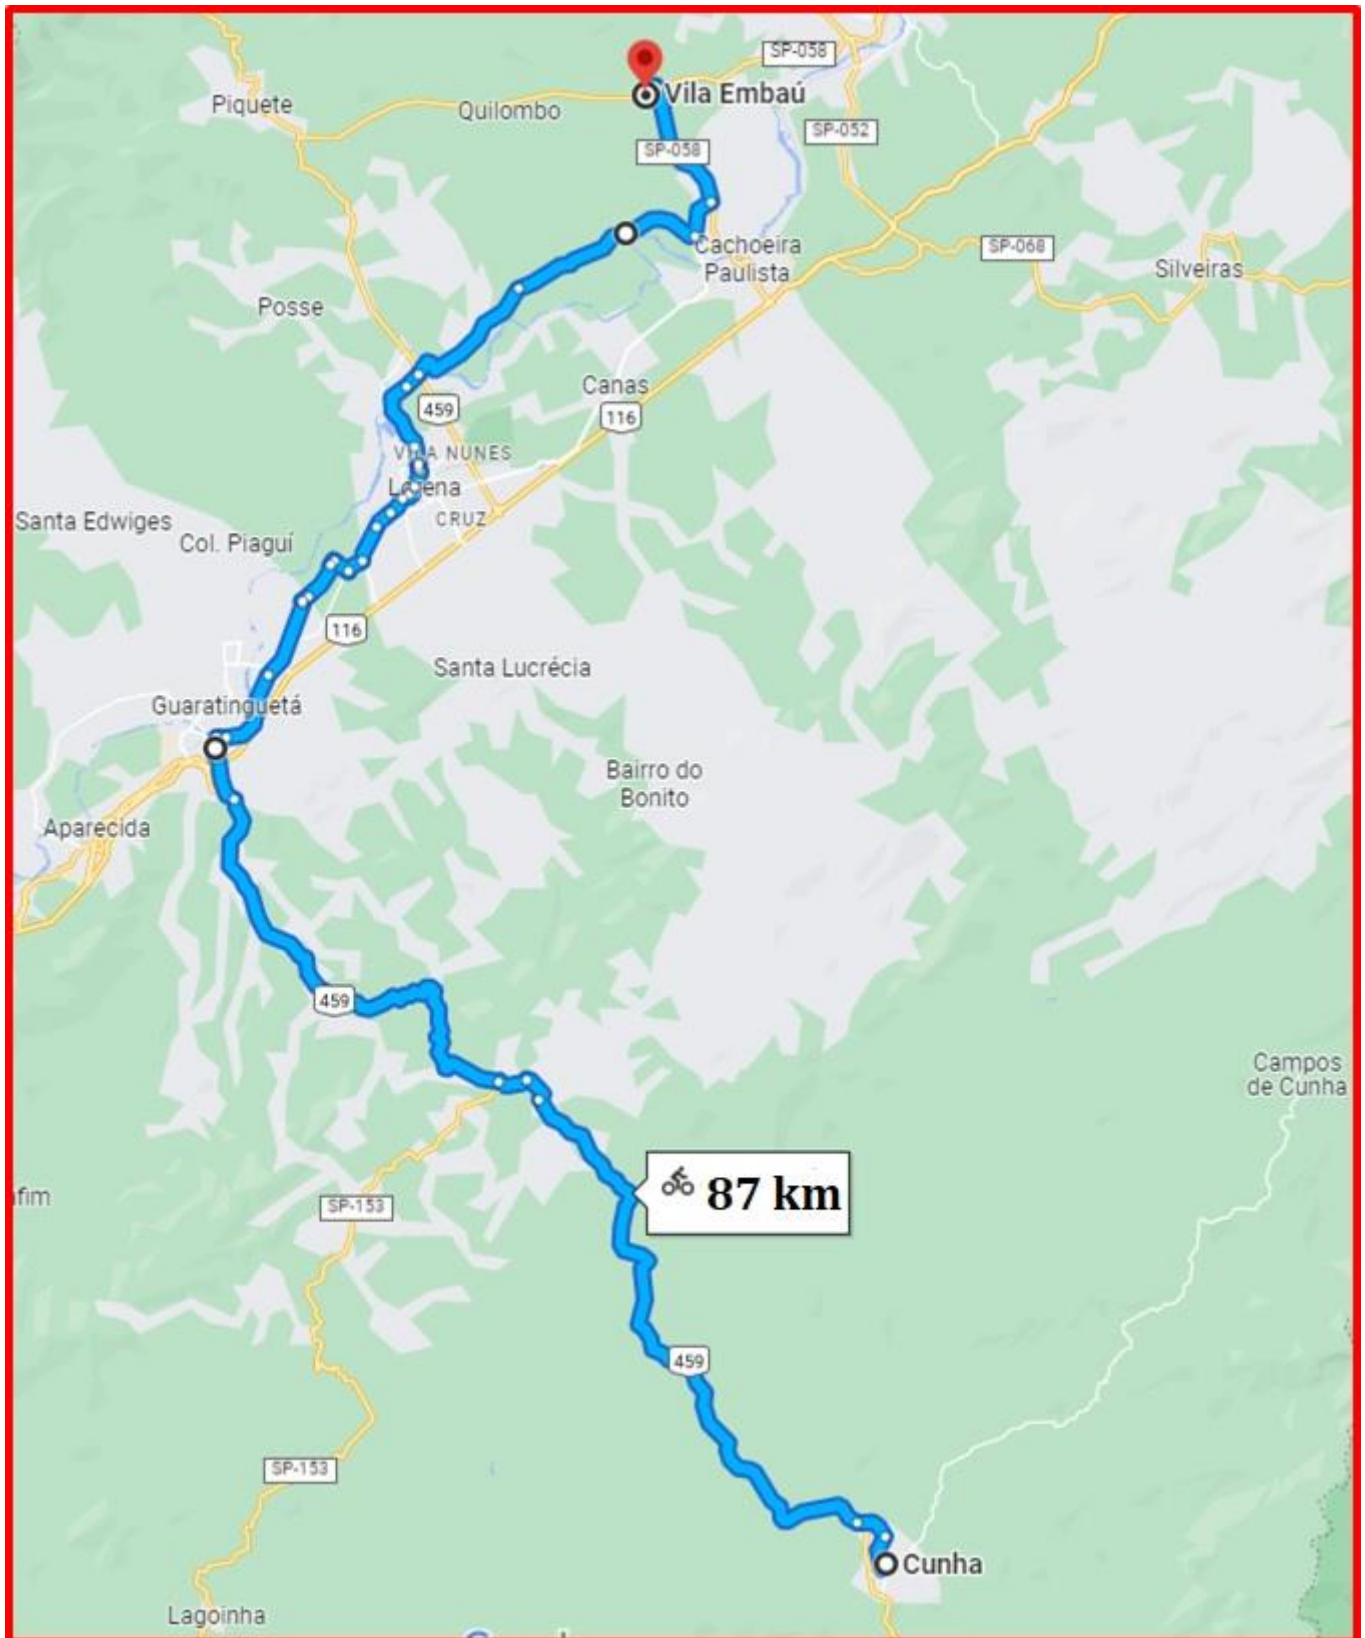 SP-058
Vila Embaú
Piquete
Quilombo
SP-052
SP-058
Cachoeira
Paulista
SP-068
Silveiras
Posse
Canas
459
116
VILA NUNES
Lorena
CRUZ
Santa Edwiges
Col. Piaguí
116
Santa Lucrécia
Guaratinguetá
Bairro do
Bonito
Aparecida
459
Campos
de Cunha
87 km
SP-153
459
SP-153
Cunha
Lagoinha